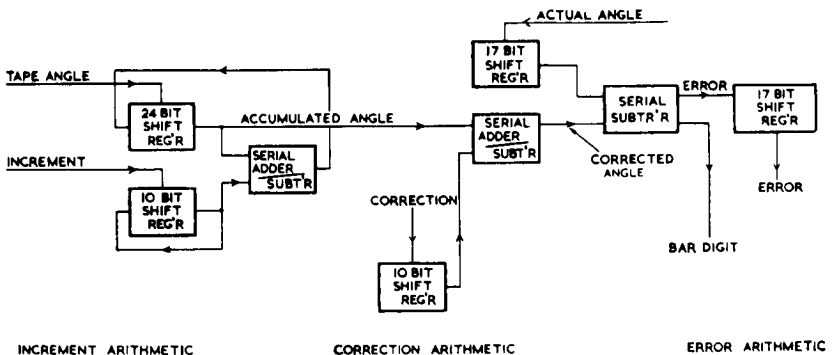 ACTUAL ANGLE
17 BIT
SHIFT
REG'R
TAPE ANGLE
24 BIT
SHIFT
REG'R
ACCUMULATED ANGLE
SERIAL
ADDER
SUBT'R
INCREMENT
10 BIT
SHIFT
REG'R
SERIAL
ADDER
SUBT'R
CORRECTION
10 BIT
SHIFT
REG'R
CORRECTED
ANGLE
SERIAL
SUBTR'R
ERROR
17 BIT
SHIFT
REG'R
ERROR
BAR DIGIT
INCREMENT ARITHMETIC
CORRECTION ARITHMETIC
ERROR ARITHMETIC